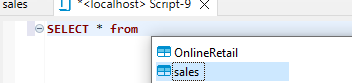 sales
*<localhost> Script-9
SELECT * from
OnlineRetail
sales